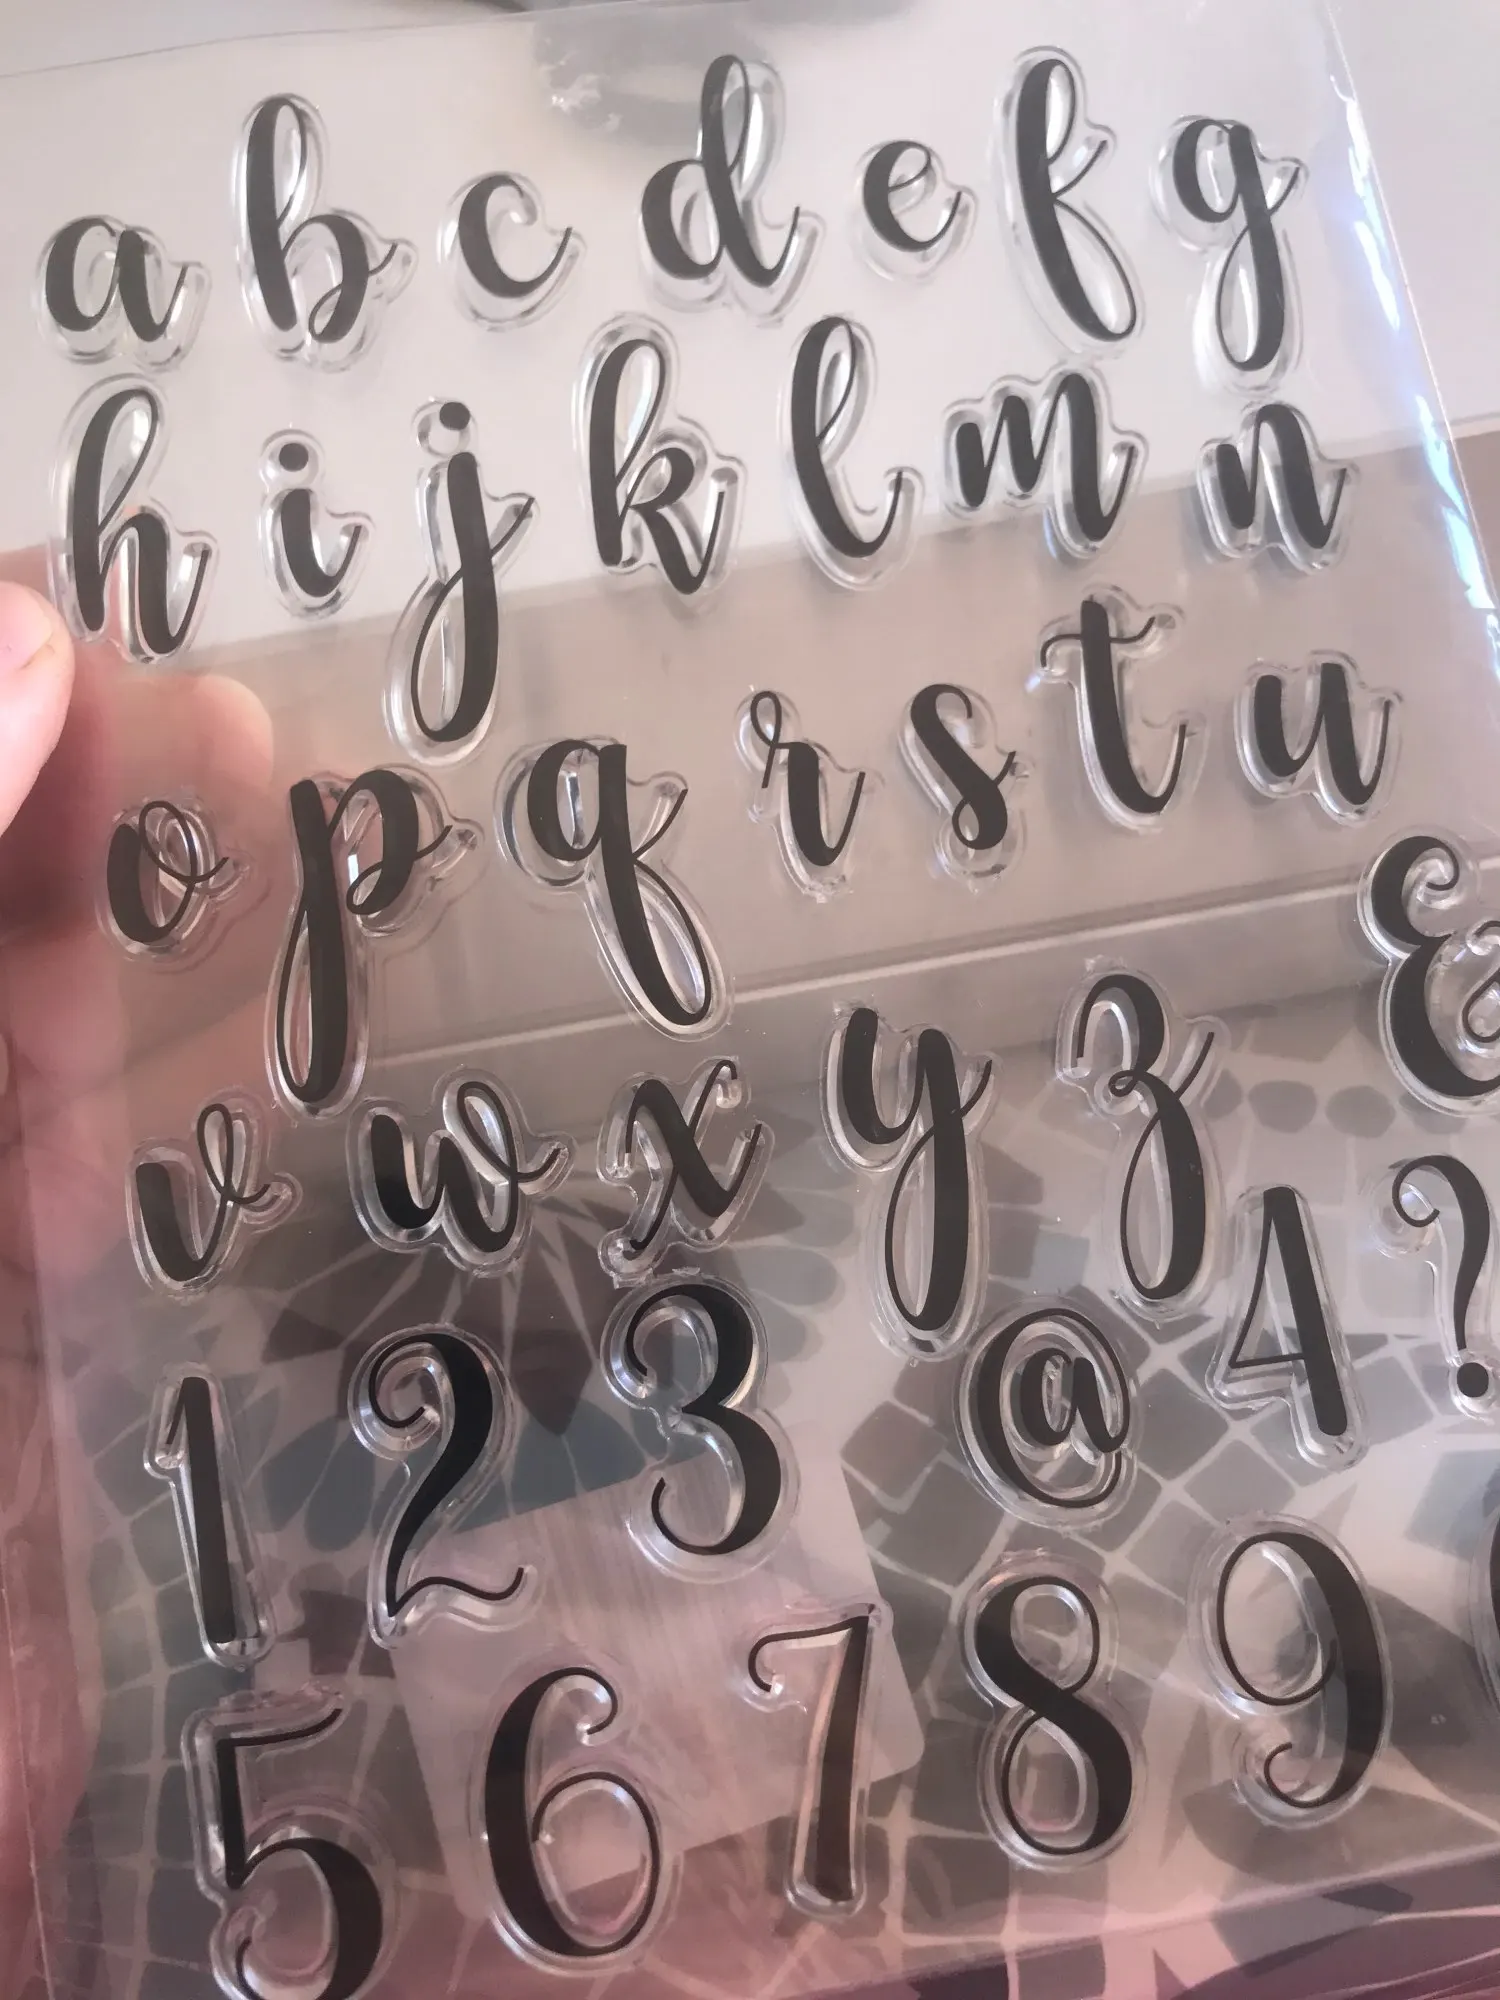 a b c d e f g
h i j k l m n
o p q r s t u
v w x y z &
1 2 3 @ 4 ?
5 6 7 8 9